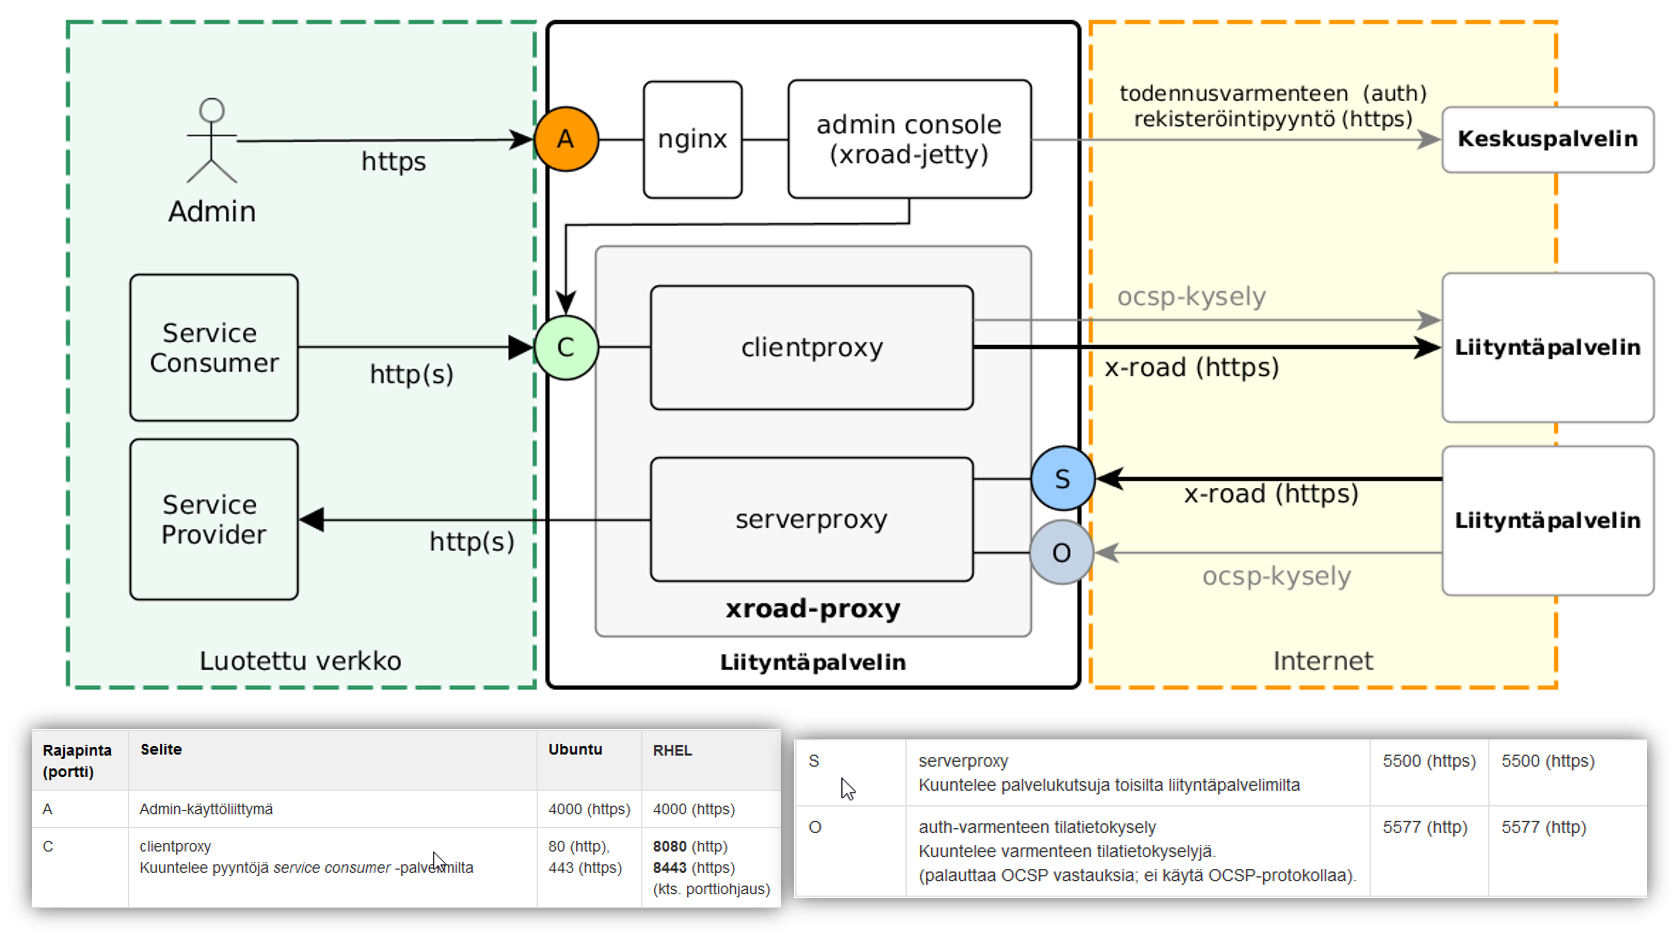 Admin
https
A
nginx
admin console
(xroad-jetty)
todennusvarmenteen (auth)
rekisteröintipyyntö (https)
Keskuspalvelin
Service
Consumer
http(s)
C
clientproxy
ocsp-kysely
x-road (https)
Liityntäpalvelin
Service
Provider
http(s)
serverproxy
S
x-road (https)
O
ocsp-kysely
Liityntäpalvelin
xroad-proxy
Luotettu verkko
Liityntäpalvelin
Internet
Rajapinta
(portti)
Selite
Ubuntu
RHEL
A
Admin-käyttöliittymä
4000 (https)
4000 (https)
C
clientproxy
Kuuntelee pyyntöjä service consumer -palvelimilta
80 (http),
443 (https)
8080 (http)
8443 (https)
(kts. porttiohjaus)
S
serverproxy
Kuuntelee palvelukutsuja toisilta liityntäpalvelimilta
5500 (https)
5500 (https)
O
auth-varmenteen tilatietokysely
Kuuntelee varmenteen tilatietokyselyjä.
(palauttaa OCSP vastauksia; ei käytä OCSP-protokollaa).
5577 (http)
5577 (http)